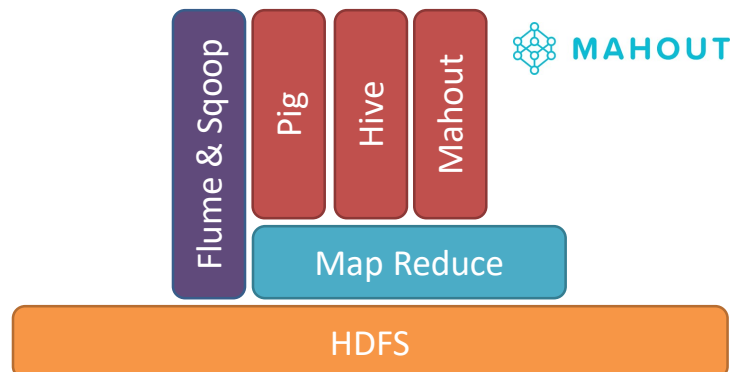 Flume & Sqoop
Pig
Hive
Mahout
MAHOUT
Map Reduce
HDFS